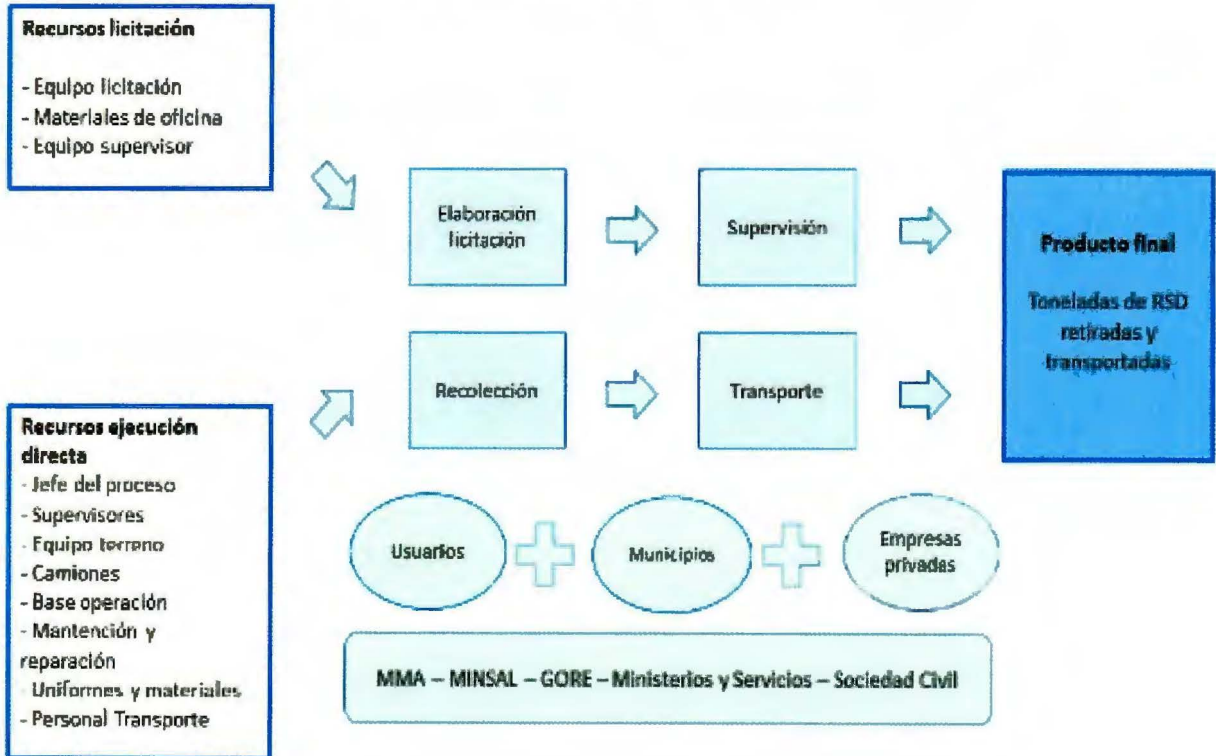 Recursos licitación
- Equipo licitación
- Materiales de oficina
- Equipo supervisor
Elaboración
licitación
Supervisión
Producto final
Toneladas de RSD
retiradas y
transportadas
Recolección
Transporte
Recursos ejecución
directa
- Jefe del proceso
- Supervisores
- Equipo terreno
- Camiones
- Base operación
- Mantención y
reparación
- Uniformes y materiales
- Personal Transporte
Usuarios
Municipios
Empresas
privadas
MMA – MINSAL – GORE – Ministerios y Servicios – Sociedad Civil